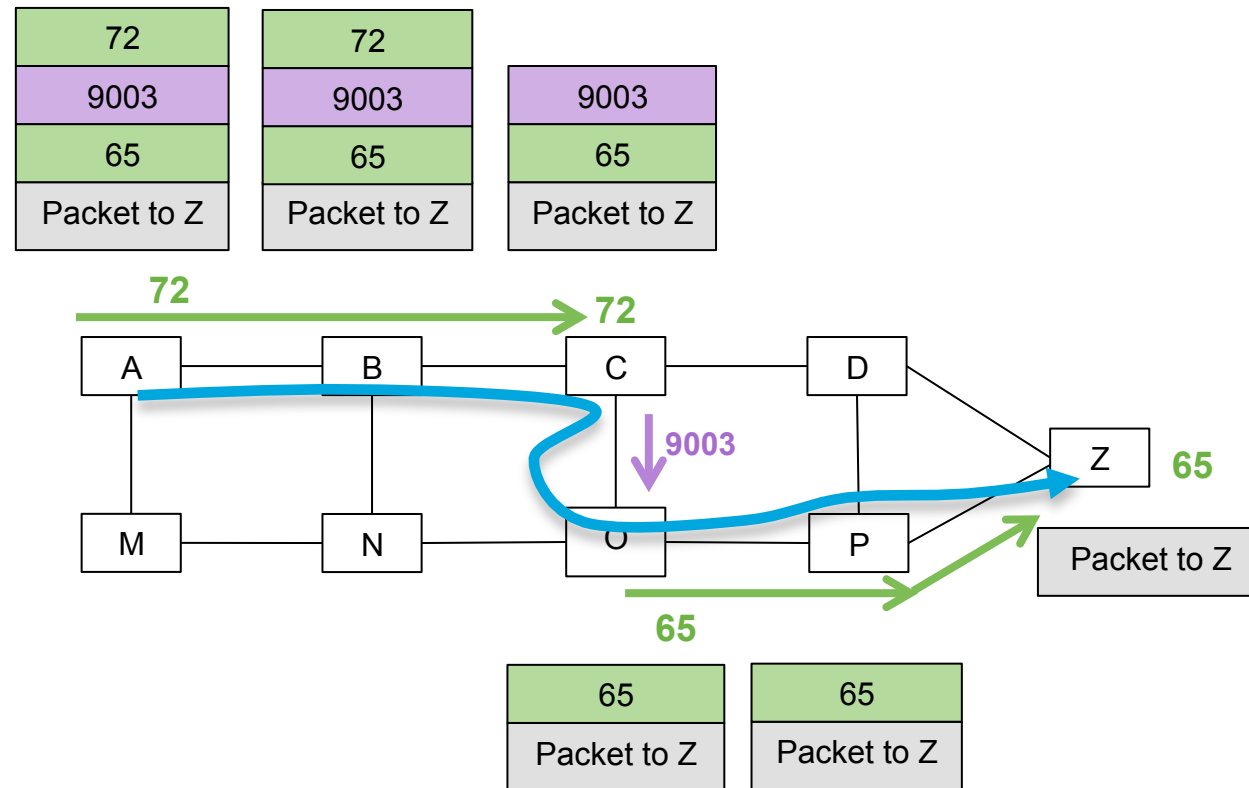 72
9003
65
Packet to Z
72
9003
65
Packet to Z
9003
65
Packet to Z
72
72
A
B
C
D
9003
Z
65
M
N
O
P
Packet to Z
65
65
Packet to Z
65
Packet to Z